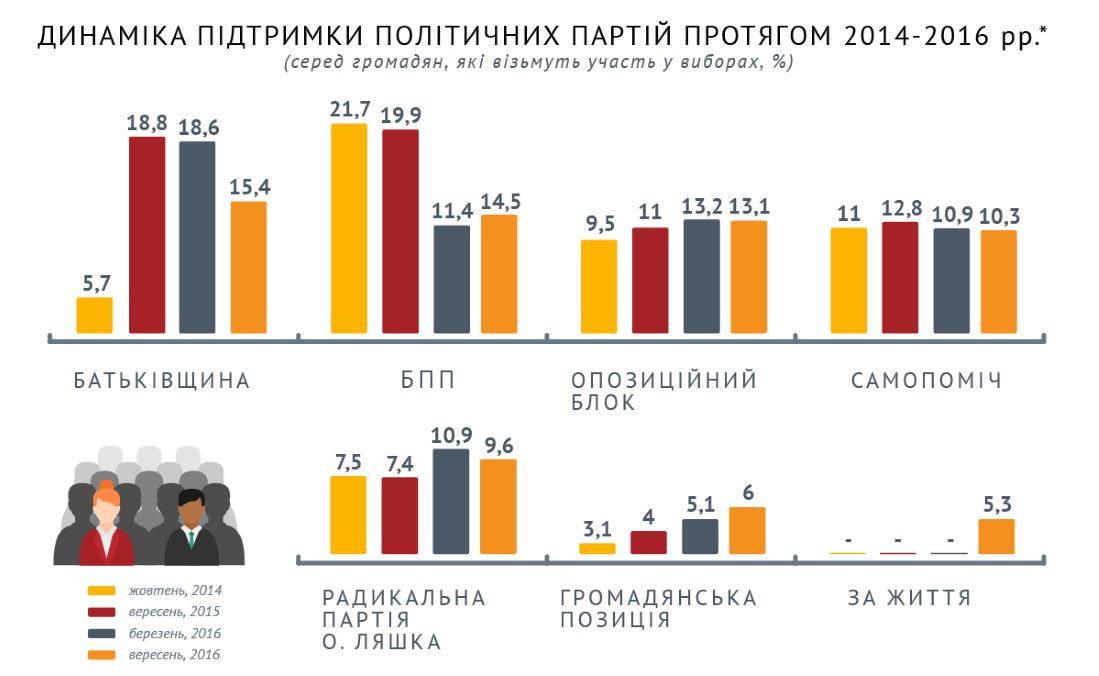 ДИНАМІКА ПІДТРИМКИ ПОЛІТИЧНИХ ПАРТІЙ ПРОТЯГОМ 2014-2016 рр.*
(серед громадян, які візьмуть участь у виборах, %)
5,7 18,8 18,6 15,4
21,7 19,9 11,4 14,5
9,5 11 13,2 13,1
11 12,8 10,9 10,3
БАТЬКІВЩИНА
БПП
ОПОЗИЦІЙНИЙ
БЛОК
САМОПОМІЧ
7,5 7,4 10,9 9,6
3,1 4 5,1 6
- - - 5,3
РАДИКАЛЬНА
ПАРТІЯ
О. ЛЯШКА
ГРОМАДЯНСЬКА
ПОЗИЦІЯ
ЗА ЖИТТЯ
жовтень, 2014
вересень, 2015
березень, 2016
вересень, 2016